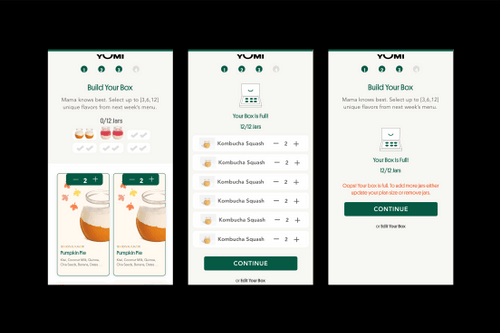 YUMI
Build Your Box
Mama knows best. Select up to {3,6,12}
unique flavors from next week's menu.
0/12 Jars
2
2
Pumpkin Pie
Pumpkin Pie
YUMI
Your Box Is Full!
12/12 Jars
Kombucha Squash 2
Kombucha Squash 2
Kombucha Squash 2
Kombucha Squash 2
Kombucha Squash 2
Kombucha Squash 2
CONTINUE
or Edit Your Box
YUMI
Build Your Box
Mama knows best. Select up to {3,6,12}
unique flavors from next week's menu.
Your Box Is Full!
12/12 Jars
Oops! Your box is full. To add more jars either
update your plan size or remove jars.
CONTINUE
or Edit Your Box